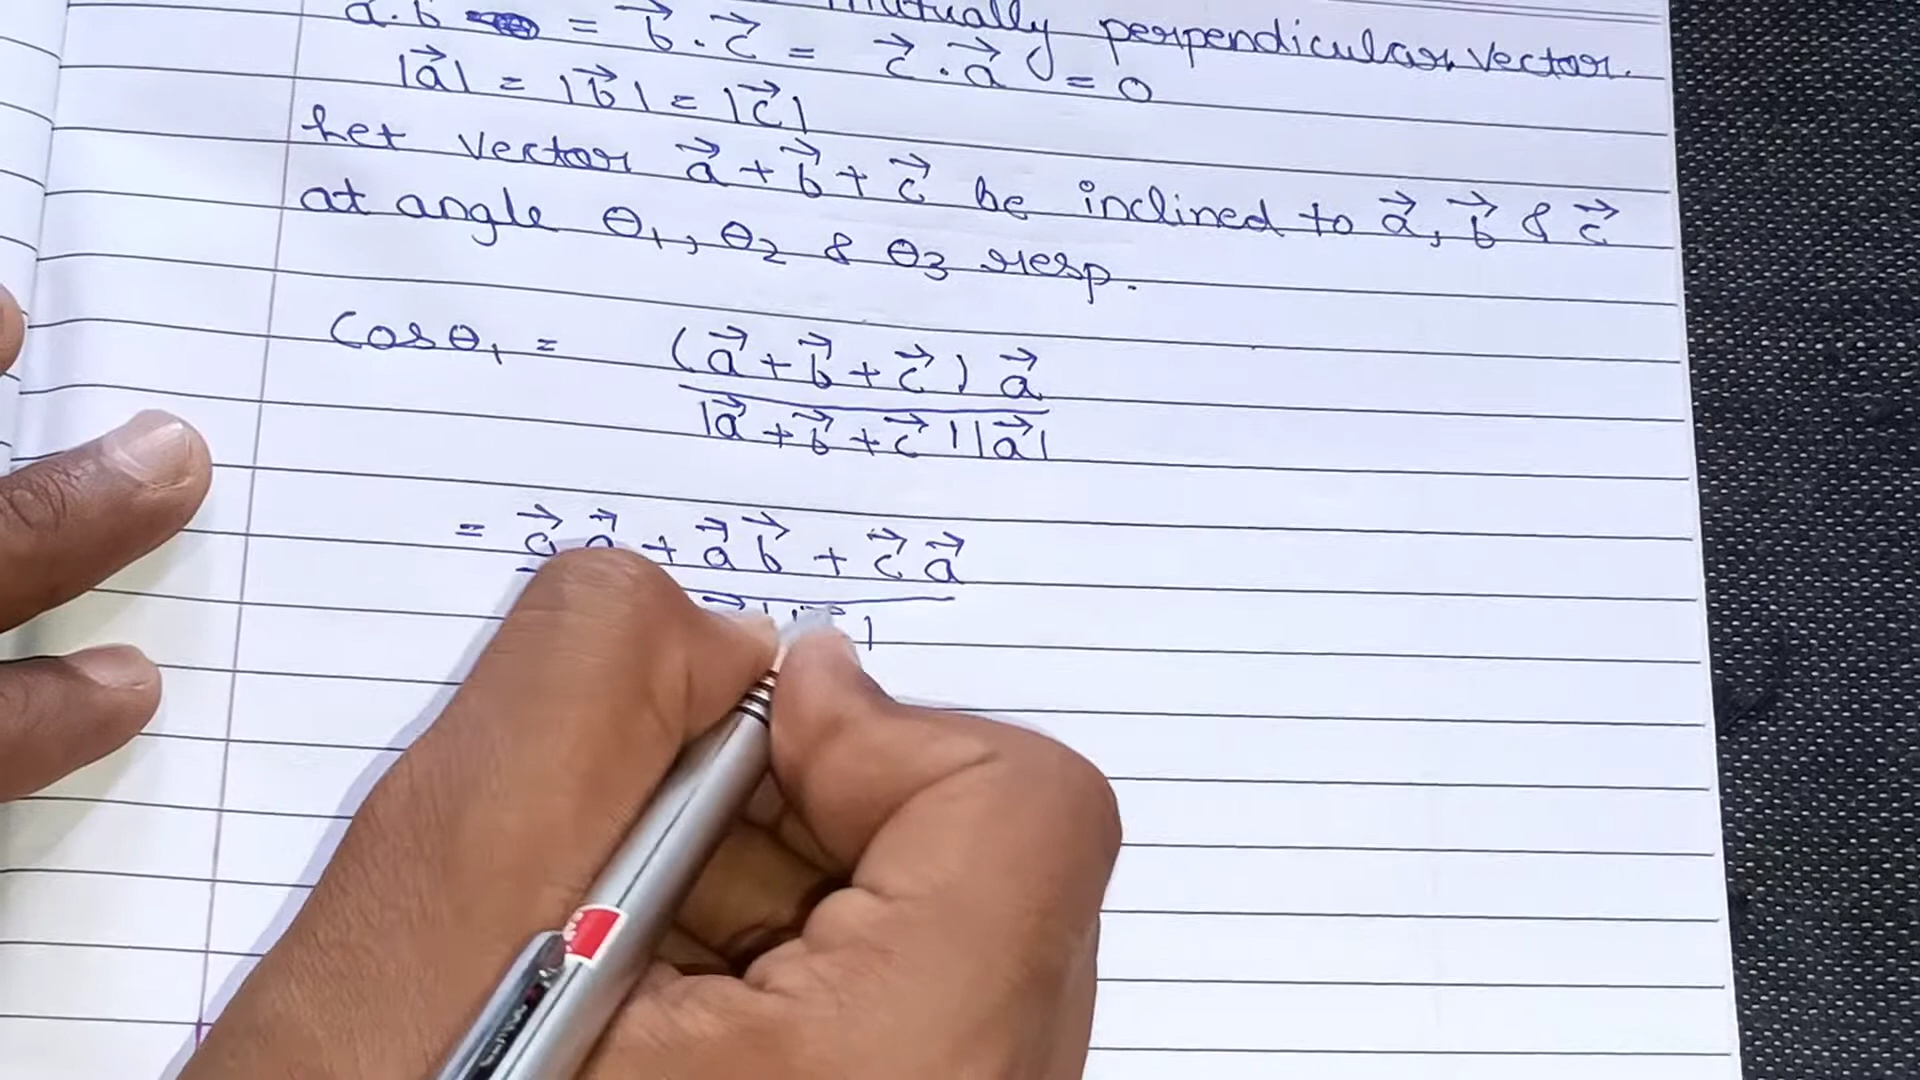 a⃗.b⃗ = b⃗.c⃗ = c⃗.a⃗ = 0
mutually perpendicular vector.
|a⃗| = |b⃗| = |c⃗|
Let vector a⃗ + b⃗ + c⃗ be inclined to a⃗, b⃗ & c⃗
at angle θ₁, θ₂ & θ₃ resp.
Cosθ₁ = (a⃗ + b⃗ + c⃗) a⃗
|a⃗ + b⃗ + c⃗| |a⃗|
= a⃗ a⃗ + a⃗ b⃗ + c⃗ a⃗